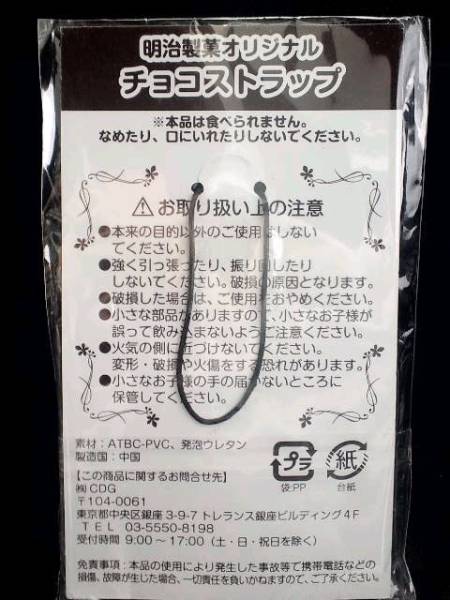 明治製菓オリジナル
チョコストラップ
※本品は食べられません。
なめたり、口にいれたりしないでください。
⚠お取り扱い上の注意
●本来の目的以外のご使用はしない
でください。
●強く引っ張ったり、振り回したり
しないでください。破損の原因となります。
●破損した場合は、ご使用をおやめください。
●小さな部品がありますので、小さなお子様が
誤って飲み込まないようご注意ください。
●火気の側に近づけないでください。
変形・破損や火傷をする恐れがあります。
●小さなお子様の手の届かないところに
保管してください。
素材：ATBC-PVC、発泡ウレタン
製造国：中国
【この商品に関するお問合せ先】
㈱CDG
〒104-0061
東京都中央区銀座 3-9-7 トレランス銀座ビルディング4F
TEL 03-5550-8198
受付時間 9:00～17:00（土・日・祝日を除く）
プラ
袋:PP
紙
台紙
免責事項：本品の使用により発生した事故等で携帯電話などの
損傷、故障が生じた場合、一切責任を負いかねますので、ご了承ください。